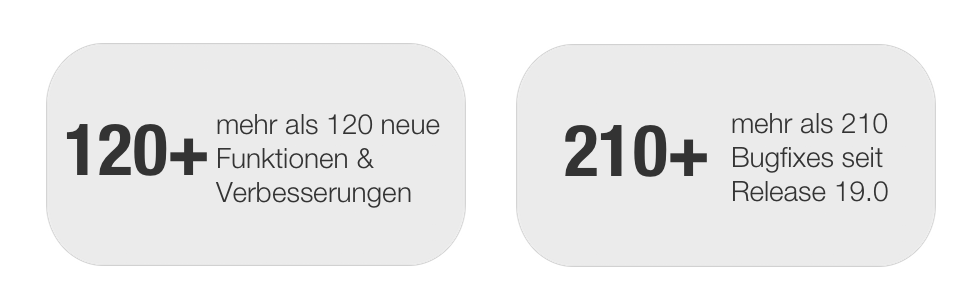 120+
mehr als 120 neue
Funktionen &
Verbesserungen
210+
mehr als 210
Bugfixes seit
Release 19.0